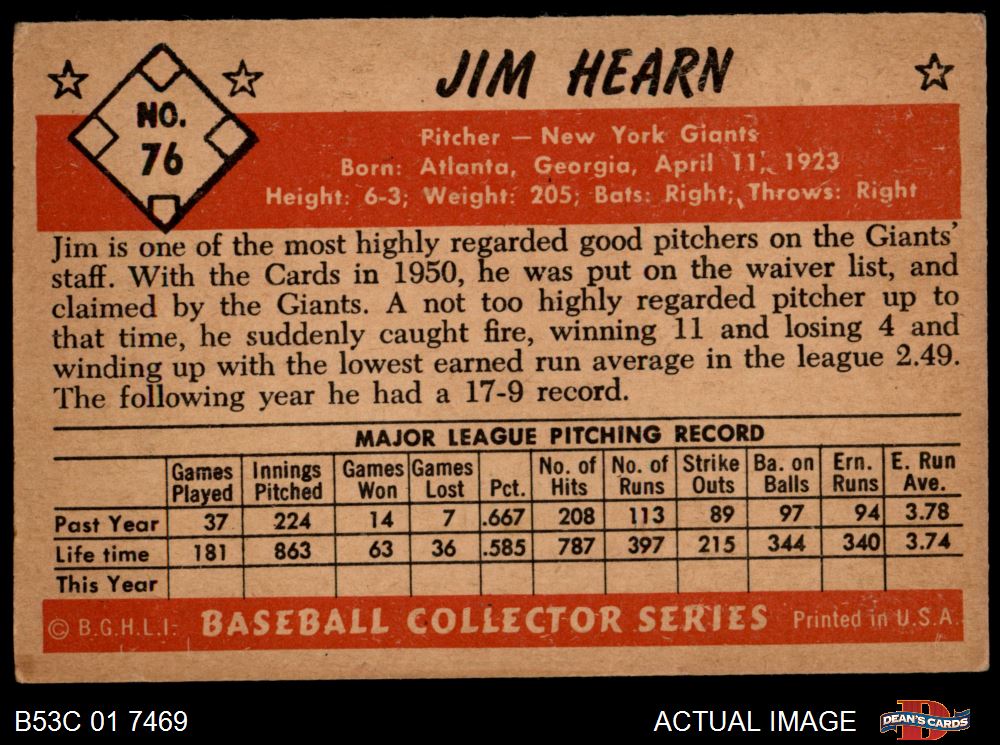 JIM HEARN
NO.
76
Pitcher — New York Giants
Born: Atlanta, Georgia, April 11, 1923
Height: 6-3; Weight: 205; Bats: Right; Throws: Right
Jim is one of the most highly regarded good pitchers on the Giants'
staff. With the Cards in 1950, he was put on the waiver list, and
claimed by the Giants. A not too highly regarded pitcher up to
that time, he suddenly caught fire, winning 11 and losing 4 and
winding up with the lowest earned run average in the league 2.49.
The following year he had a 17-9 record.
MAJOR LEAGUE PITCHING RECORD
Games Innings Games Games No. of No. of Strike Ba. on Ern. E. Run
Played Pitched Won Lost Pct. Hits Runs Outs Balls Runs Ave.
Past Year 37 224 14 7 .667 208 113 89 97 94 3.78
Life time 181 863 63 36 .585 787 397 215 344 340 3.74
This Year
© B.G.H.L.I. BASEBALL COLLECTOR SERIES Printed in U.S.A.
B53C 01 7469 ACTUAL IMAGE DEAN'S CARDS